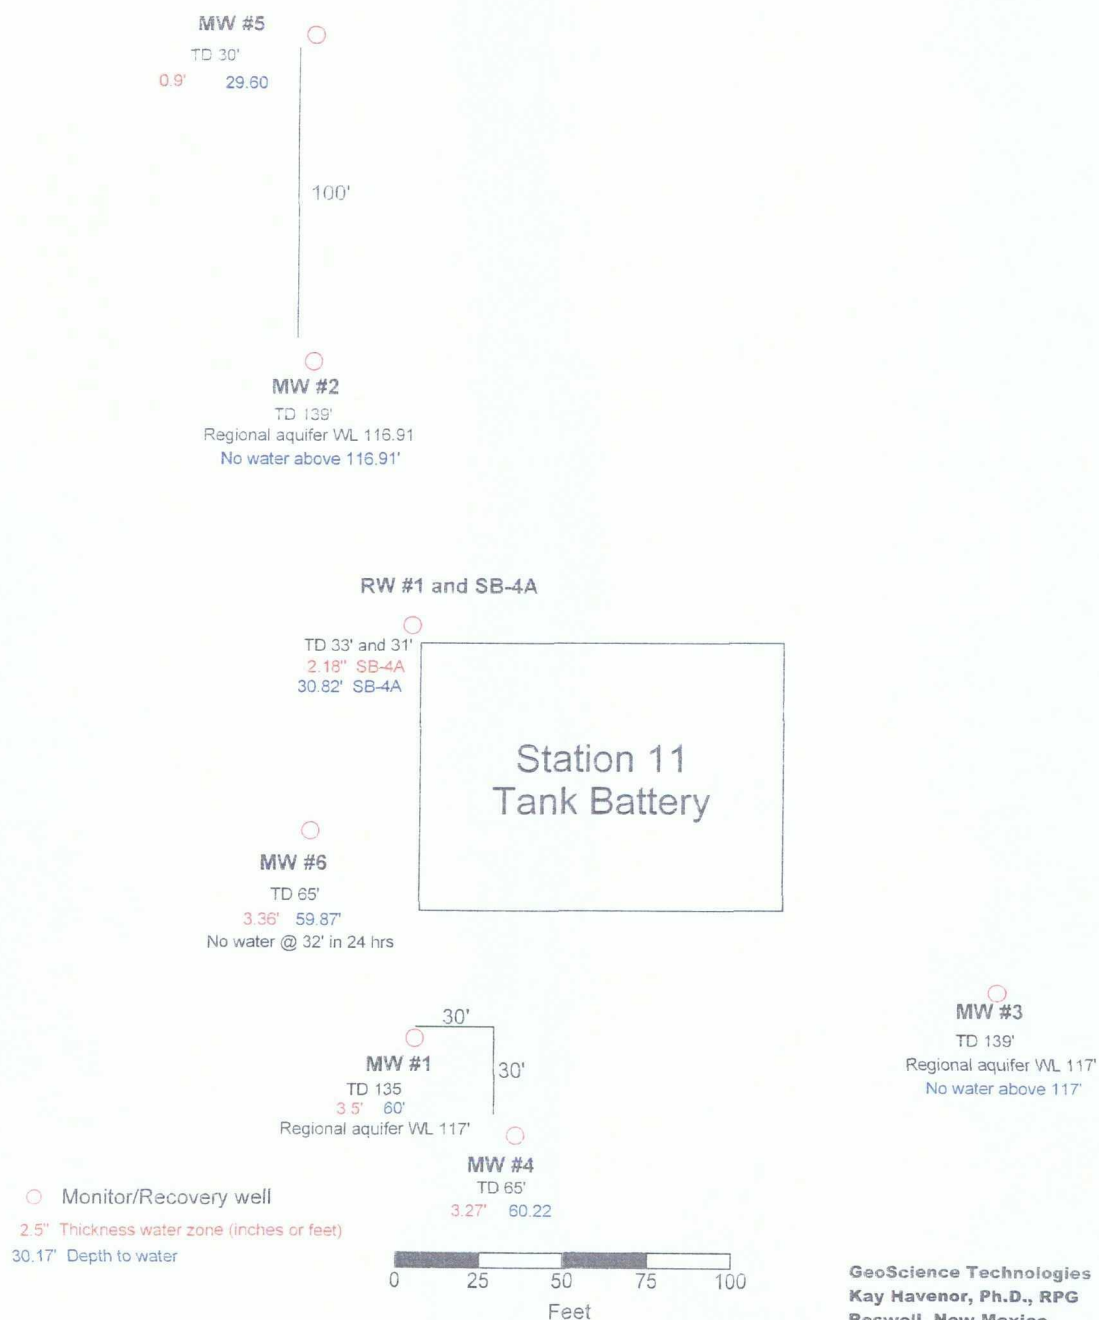 MW #5
TD 30'
0.9' 29.60
100'
MW #2
TD 139'
Regional aquifer WL 116.91
No water above 116.91'
RW #1 and SB-4A
TD 33' and 31'
2.18" SB-4A
30.82' SB-4A
Station 11
Tank Battery
MW #6
TD 65'
3.36' 59.87'
No water @ 32' in 24 hrs
30'
30'
MW #1
TD 135
3.5' 60'
Regional aquifer WL 117'
MW #3
TD 139'
Regional aquifer WL 117'
No water above 117'
MW #4
TD 65'
3.27' 60.22
Monitor/Recovery well
2.5" Thickness water zone (inches or feet)
30.17' Depth to water
0 25 50 75 100
Feet
GeoScience Technologies
Kay Havenor, Ph.D., RPG
Roswell, New Mexico